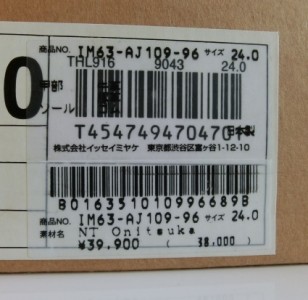 商品NO. IM63-AJ109-96 サイズ 24.0
THL916 9043 24.0
甲部
ソール
T454749470470 日本製
株式会社イッセイミヤケ 東京都渋谷区富ヶ谷1-12-10
B016351010996689B
商品NO. IM63-AJ109-96 サイズ 24.0
素材名 NT Onitsuka
¥39,900 ( 38,000 )
0